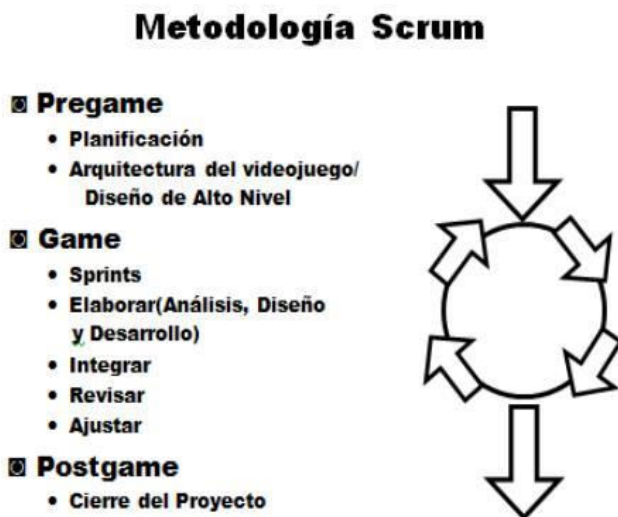 Metodología Scrum
◙ Pregame
• Planificación
• Arquitectura del videojuego/
Diseño de Alto Nivel
◙ Game
• Sprints
• Elaborar(Análisis, Diseño
y Desarrollo)
• Integrar
• Revisar
• Ajustar
◙ Postgame
• Cierre del Proyecto